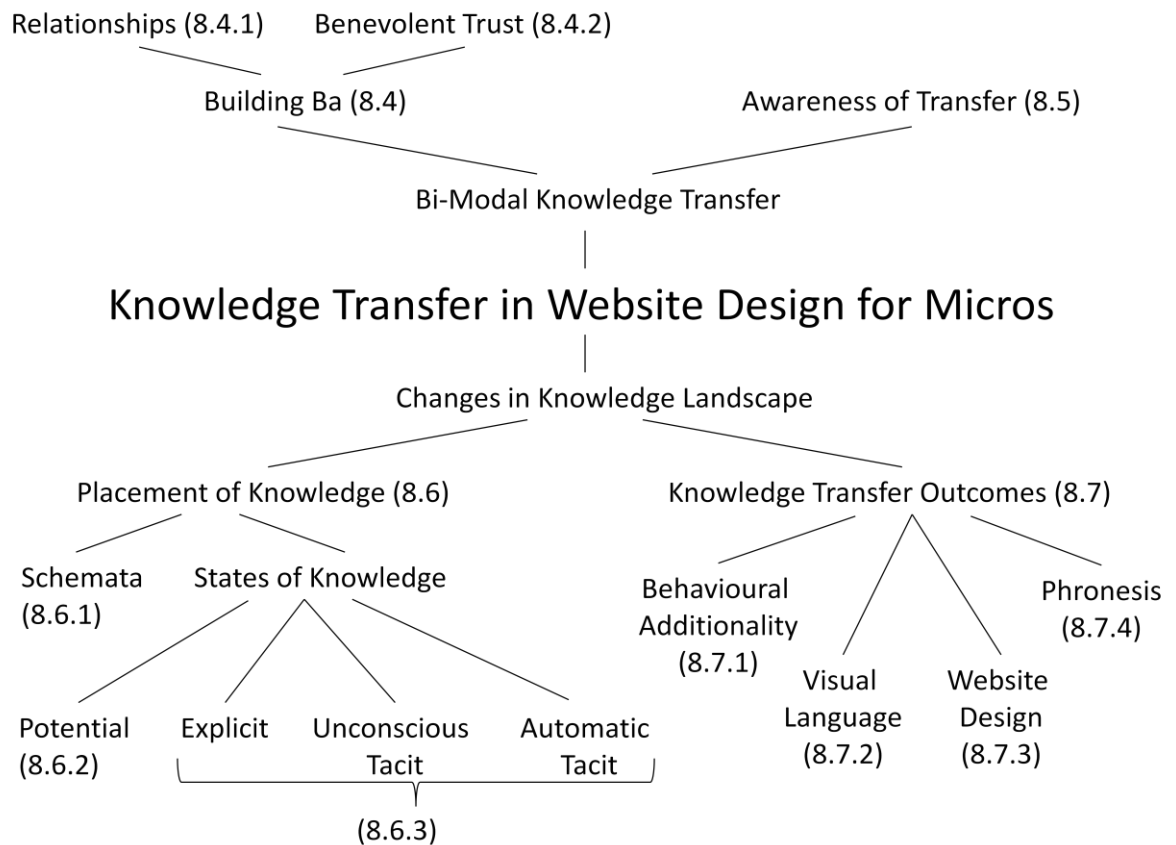 Relationships (8.4.1)
Benevolent Trust (8.4.2)
Building Ba (8.4)
Awareness of Transfer (8.5)
Bi-Modal Knowledge Transfer
Knowledge Transfer in Website Design for Micros
Changes in Knowledge Landscape
Placement of Knowledge (8.6)
Knowledge Transfer Outcomes (8.7)
Schemata
(8.6.1)
States of Knowledge
Behavioural
Additionality
(8.7.1)
Phronesis
(8.7.4)
Visual
Language
(8.7.2)
Website
Design
(8.7.3)
Potential
(8.6.2)
Explicit
Unconscious
Tacit
Automatic
Tacit
(8.6.3)